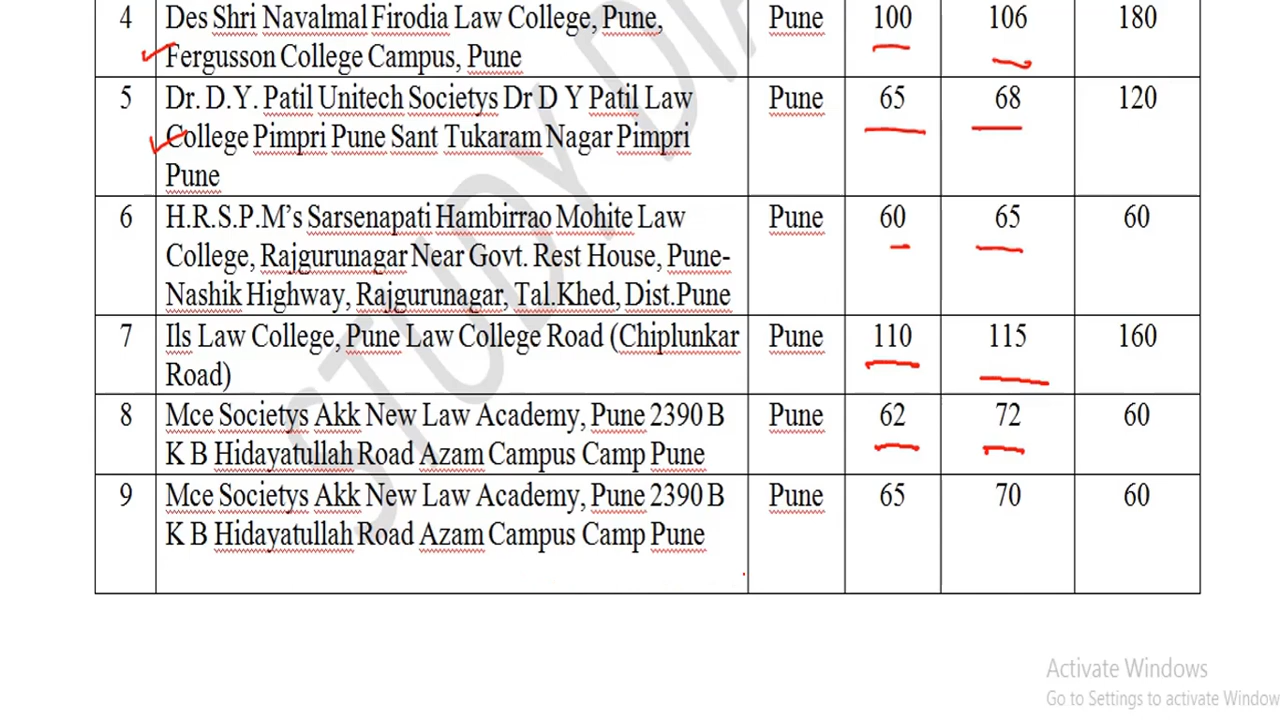 4 Des Shri Navalmal Firodia Law College, Pune, Pune 100 106 180
Fergusson College Campus, Pune
5 Dr. D.Y. Patil Unitech Societys Dr D Y Patil Law Pune 65 68 120
College Pimpri Pune Sant Tukaram Nagar Pimpri
Pune
6 H.R.S.P.M's Sarsenapati Hambirrao Mohite Law Pune 60 65 60
College, Rajgurunagar Near Govt. Rest House, Pune-
Nashik Highway, Rajgurunagar, Tal.Khed, Dist.Pune
7 Ils Law College, Pune Law College Road (Chiplunkar Pune 110 115 160
Road)
8 Mce Societys Akk New Law Academy, Pune 2390 B Pune 62 72 60
K B Hidayatullah Road Azam Campus Camp Pune
9 Mce Societys Akk New Law Academy, Pune 2390 B Pune 65 70 60
K B Hidayatullah Road Azam Campus Camp Pune
STUDY DIA
Activate Windows
Go to Settings to activate Window